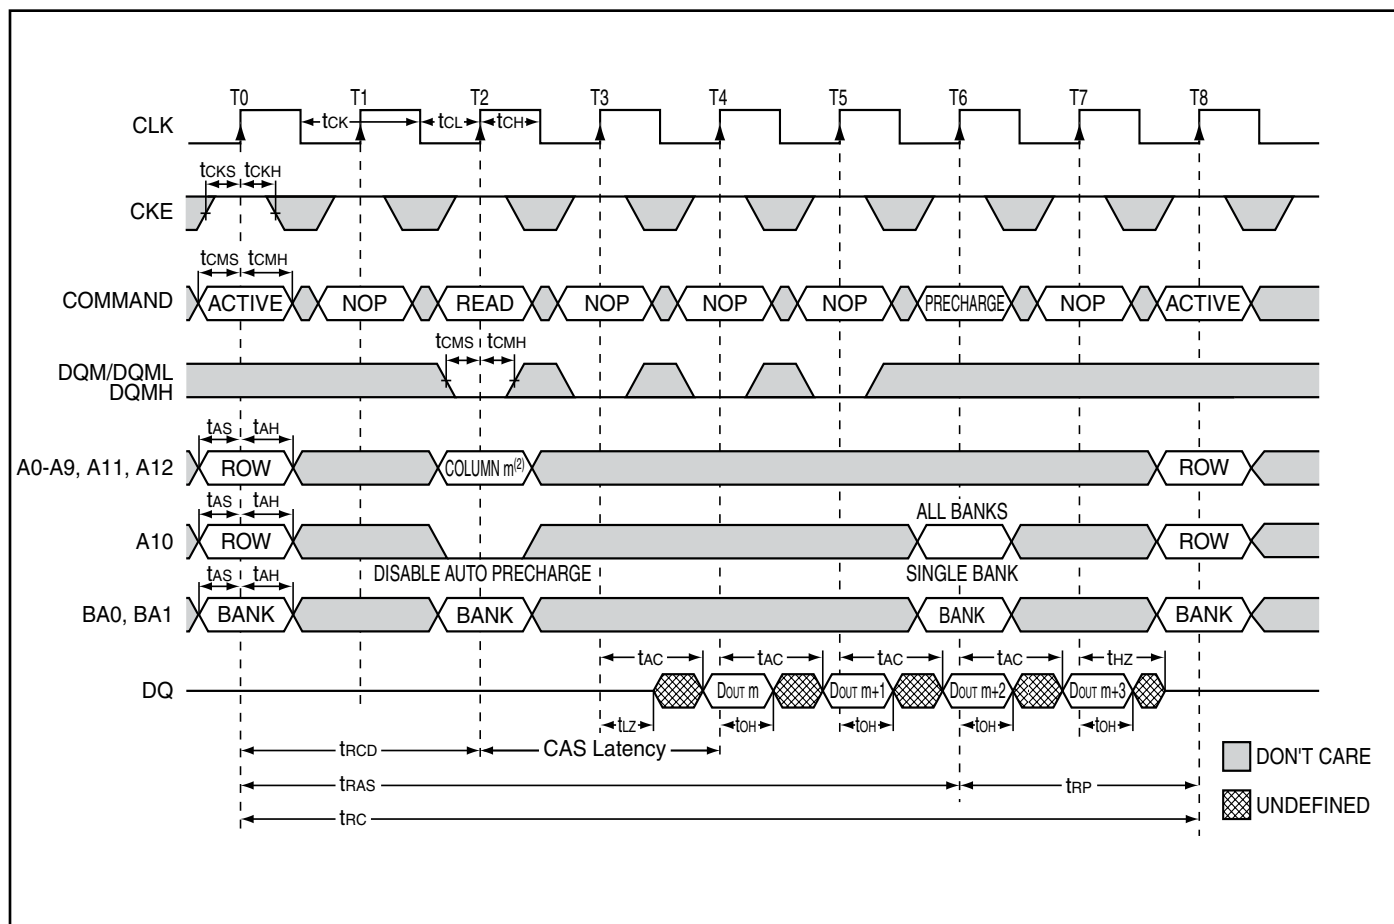 T0 T1 T2 T3 T4 T5 T6 T7 T8
CLK
tCK tCL tCH
tCKS tCKH
CKE
tCMS tCMH
COMMAND ACTIVE NOP READ NOP NOP NOP PRECHARGE NOP ACTIVE
tCMS tCMH
DQM/DQML
DQMH
tAS tAH
A0-A9, A11, A12 ROW COLUMN m(2) ROW
tAS tAH ALL BANKS
A10 ROW ROW
DISABLE AUTO PRECHARGE SINGLE BANK
tAS tAH
BA0, BA1 BANK BANK BANK BANK
tAC tAC tAC tAC tHZ
DQ DOUT m DOUT m+1 DOUT m+2 DOUT m+3
tLZ tOH tOH tOH tOH
tRCD CAS Latency
DON'T CARE
tRAS tRP
UNDEFINED
tRC